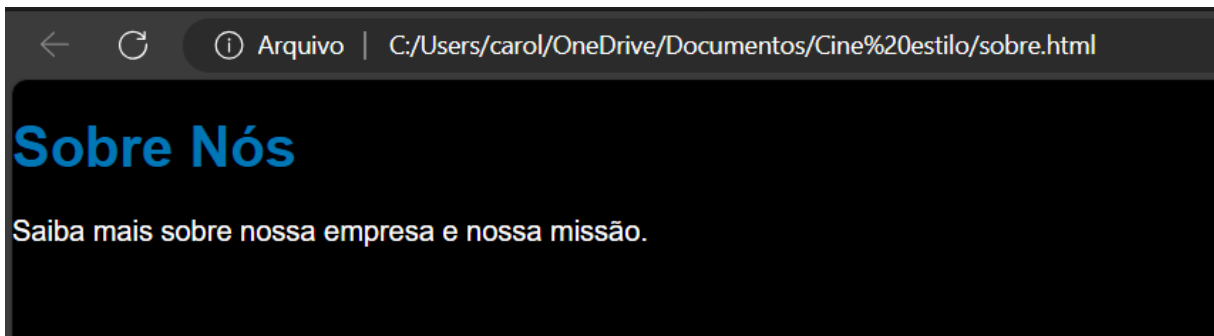 Arquivo | C:/Users/carol/OneDrive/Documentos/Cine%20estilo/sobre.html
Sobre Nós
Saiba mais sobre nossa empresa e nossa missão.